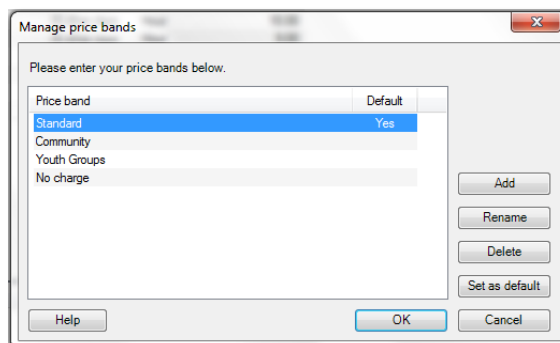 Manage price bands
Please enter your price bands below.
Price band Default
Standard Yes
Community
Youth Groups
No charge
Add
Rename
Delete
Set as default
Help OK Cancel